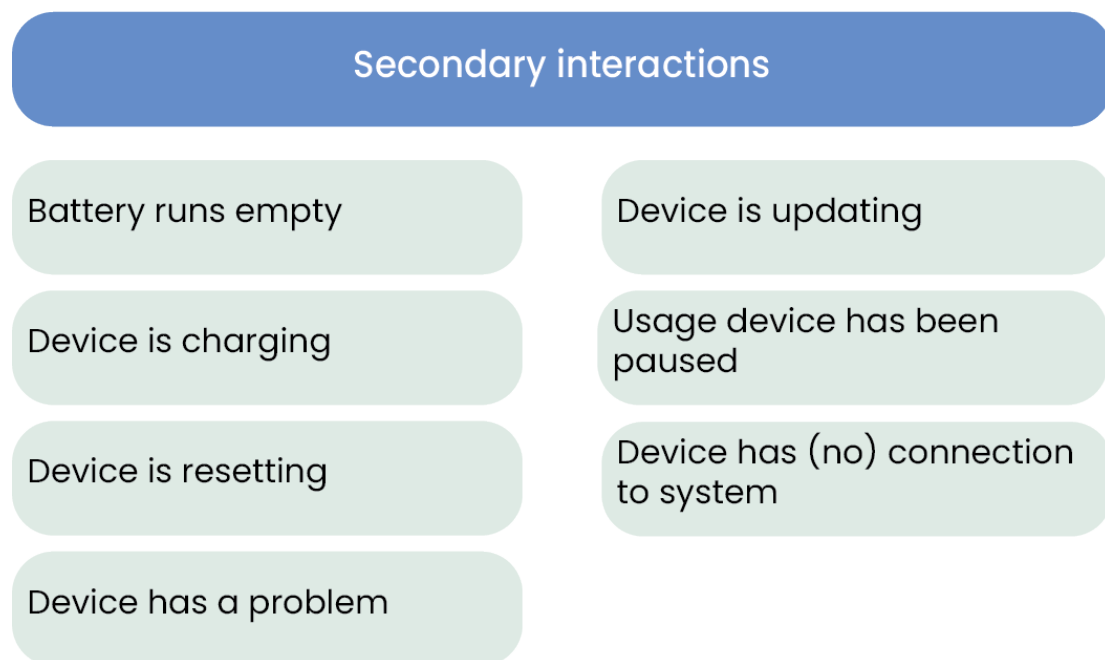 Secondary interactions
Battery runs empty
Device is charging
Device is resetting
Device has a problem
Device is updating
Usage device has been
paused
Device has (no) connection
to system